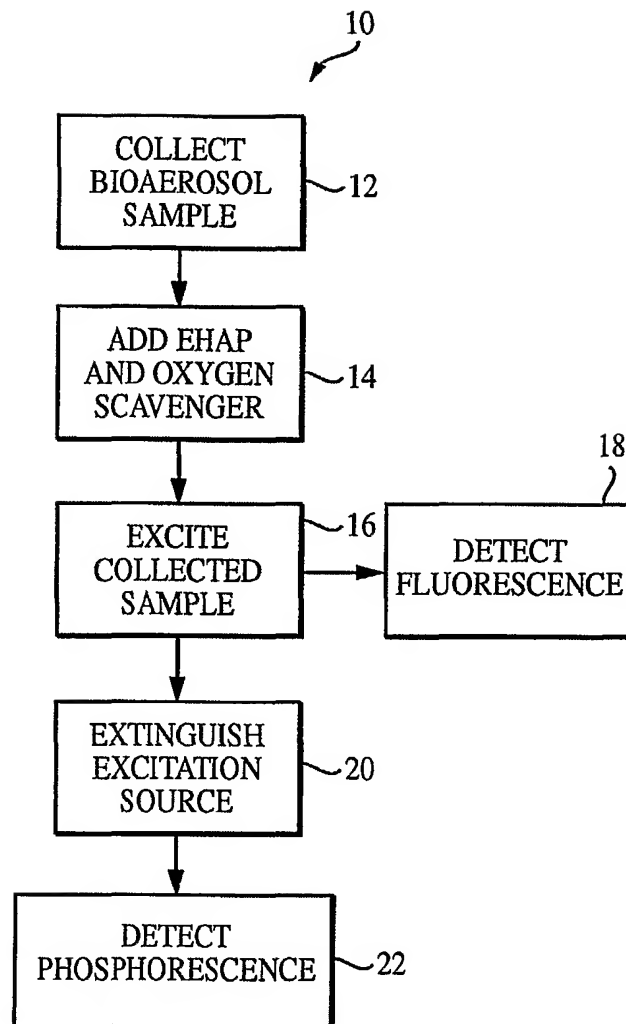 10
COLLECT
BIOAEROSOL
SAMPLE
12
ADD EHAP
AND OXYGEN
SCAVENGER
14
EXCITE
COLLECTED
SAMPLE
16
DETECT
FLUORESCENCE
18
EXTINGUISH
EXCITATION
SOURCE
20
DETECT
PHOSPHORESCENCE
22